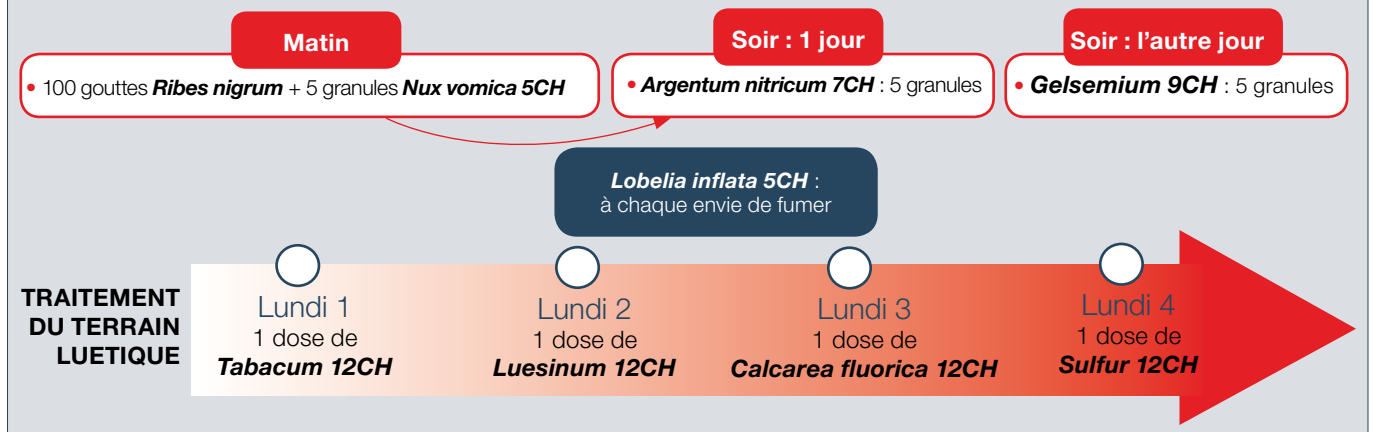 Matin
• 100 gouttes Ribes nigrum + 5 granules Nux vomica 5CH
Soir : 1 jour
• Argentum nitricum 7CH : 5 granules
Soir : l'autre jour
• Gelsemium 9CH : 5 granules
Lobelia inflata 5CH :
à chaque envie de fumer
TRAITEMENT
DU TERRAIN
LUETIQUE
Lundi 1
1 dose de
Tabacum 12CH
Lundi 2
1 dose de
Luesinum 12CH
Lundi 3
1 dose de
Calcarea fluorica 12CH
Lundi 4
1 dose de
Sulfur 12CH